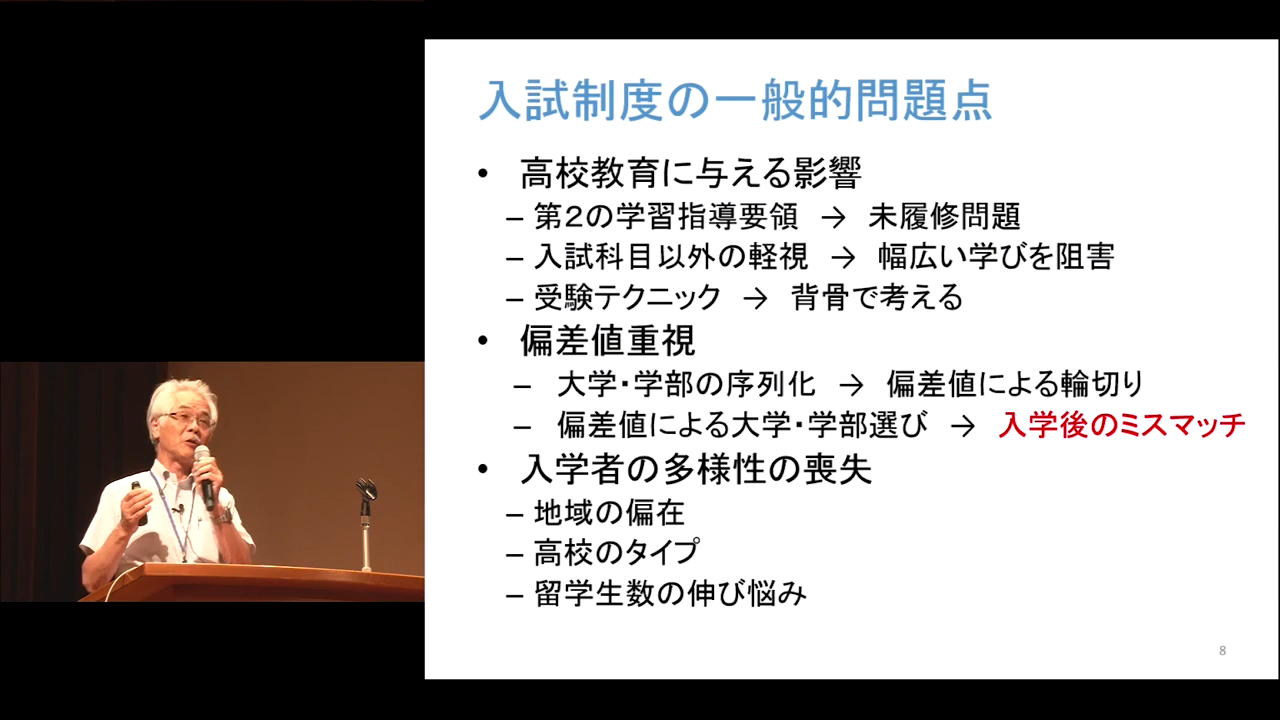 入試制度の一般的問題点
• 高校教育に与える影響
– 第２の学習指導要領 → 未履修問題
– 入試科目以外の軽視 → 幅広い学びを阻害
– 受験テクニック → 背骨で考える
• 偏差値重視
– 大学・学部の序列化 → 偏差値による輪切り
– 偏差値による大学・学部選び → 入学後のミスマッチ
• 入学者の多様性の喪失
– 地域の偏在
– 高校のタイプ
– 留学生数の伸び悩み
8